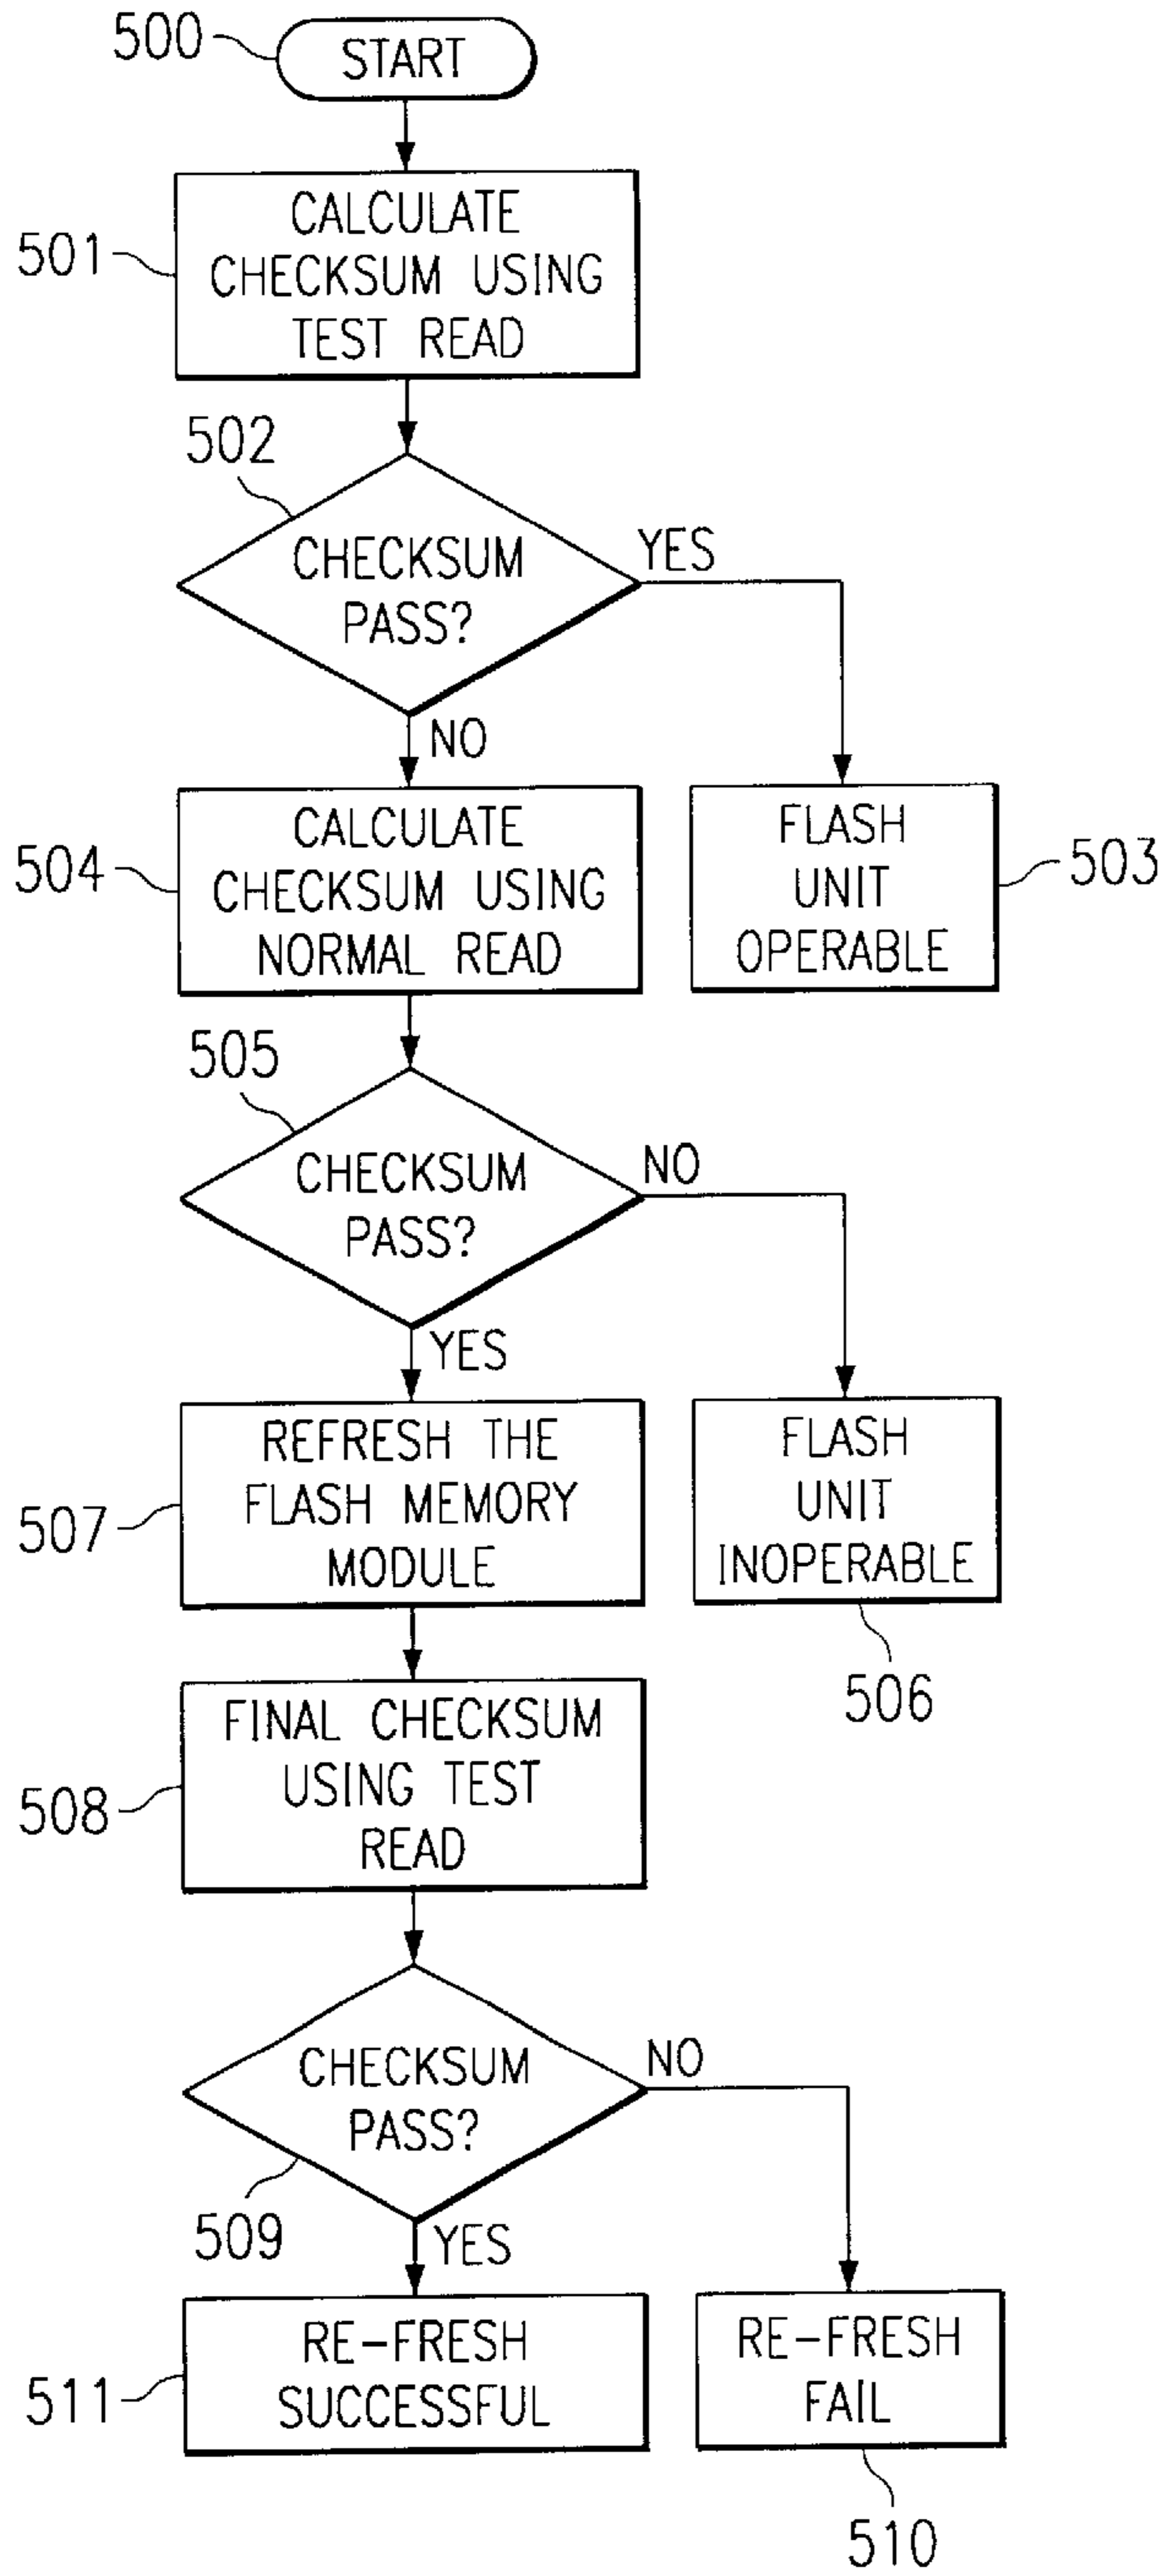 500
START
501
CALCULATE
CHECKSUM USING
TEST READ
502
CHECKSUM
PASS?
YES
NO
504
CALCULATE
CHECKSUM USING
NORMAL READ
FLASH
UNIT
OPERABLE
503
505
CHECKSUM
PASS?
NO
YES
507
REFRESH THE
FLASH MEMORY
MODULE
FLASH
UNIT
INOPERABLE
506
508
FINAL CHECKSUM
USING TEST
READ
CHECKSUM
PASS?
NO
509
YES
511
RE-FRESH
SUCCESSFUL
RE-FRESH
FAIL
510